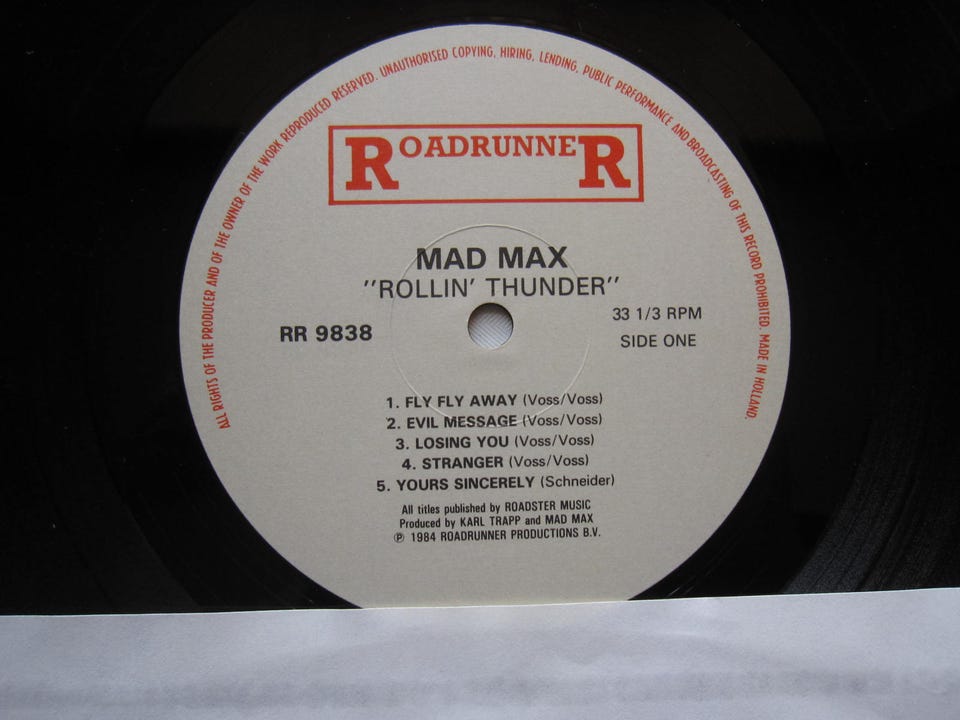 ALL RIGHTS OF THE PRODUCER AND OF THE OWNER OF THE WORK REPRODUCED RESERVED. UNAUTHORISED COPYING, HIRING, LENDING, PUBLIC PERFORMANCE AND BROADCASTING OF THIS RECORD PROHIBITED. MADE IN HOLLAND.
ROADRUNNER
MAD MAX
"ROLLIN' THUNDER"
RR 9838
33 1/3 RPM
SIDE ONE
1. FLY FLY AWAY (Voss/Voss)
2. EVIL MESSAGE (Voss/Voss)
3. LOSING YOU (Voss/Voss)
4. STRANGER (Voss/Voss)
5. YOURS SINCERELY (Schneider)
All titles published by ROADSTER MUSIC
Produced by KARL TRAPP and MAD MAX
℗ 1984 ROADRUNNER PRODUCTIONS B.V.